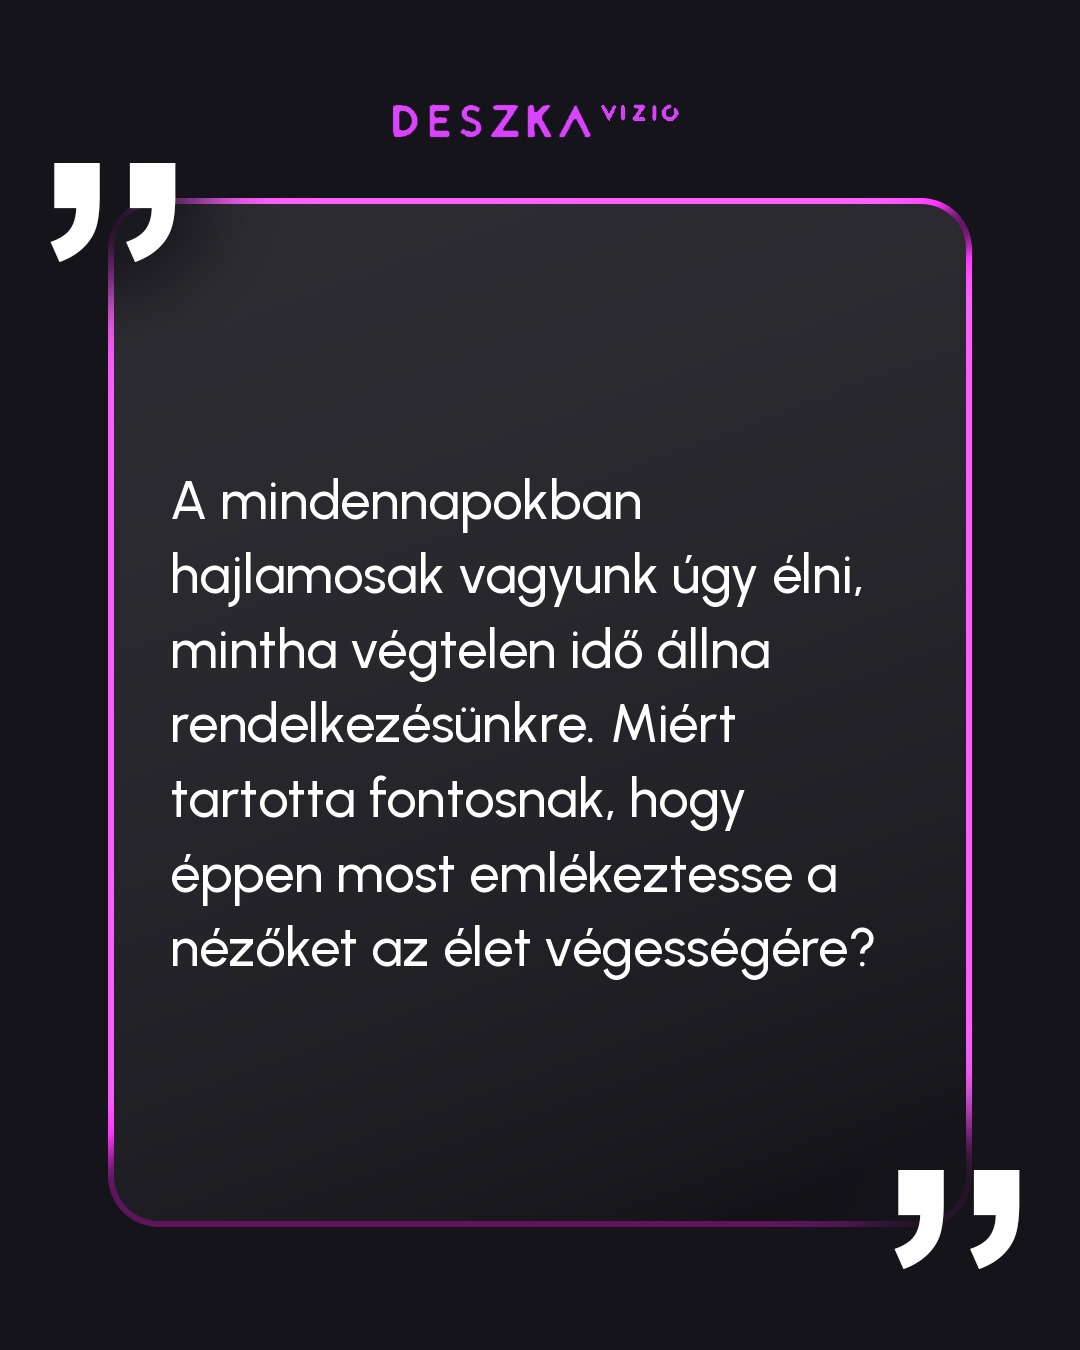 DESZKA VIZIO
”
A mindennapokban
hajlamosak vagyunk úgy élni,
mintha végtelen idő állna
rendelkezésünkre. Miért
tartotta fontosnak, hogy
éppen most emlékeztesse a
nézőket az élet végességére?
”